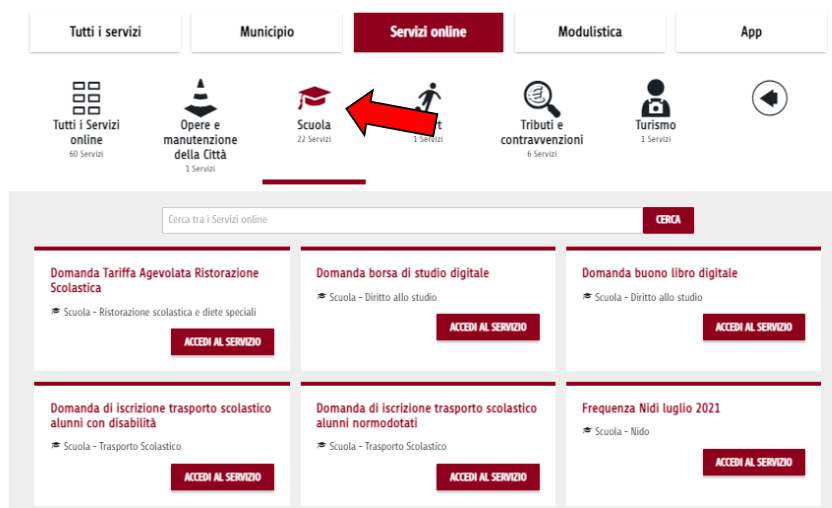 Tutti i servizi
Municipio
Servizi online
Modulistica
App
Tutti i Servizi
online
60 Servizi
Opere e
manutenzione
della Città
1 Servizi
Scuola
22 Servizi
1 Servizi
Tributi e
contravvenzioni
6 Servizi
Turismo
1 Servizi
Cerca tra i Servizi online
CERCA
Domanda Tariffa Agevolata Ristorazione
Scolastica
Scuola - Ristorazione scolastica e diete speciali
ACCEDI AL SERVIZIO
Domanda borsa di studio digitale
Scuola - Diritto allo studio
ACCEDI AL SERVIZIO
Domanda buono libro digitale
Scuola - Diritto allo studio
ACCEDI AL SERVIZIO
Domanda di iscrizione trasporto scolastico
alunni con disabilità
Scuola - Trasporto Scolastico
ACCEDI AL SERVIZIO
Domanda di iscrizione trasporto scolastico
alunni normodotati
Scuola - Trasporto Scolastico
ACCEDI AL SERVIZIO
Frequenza Nidi luglio 2021
Scuola - Nido
ACCEDI AL SERVIZIO